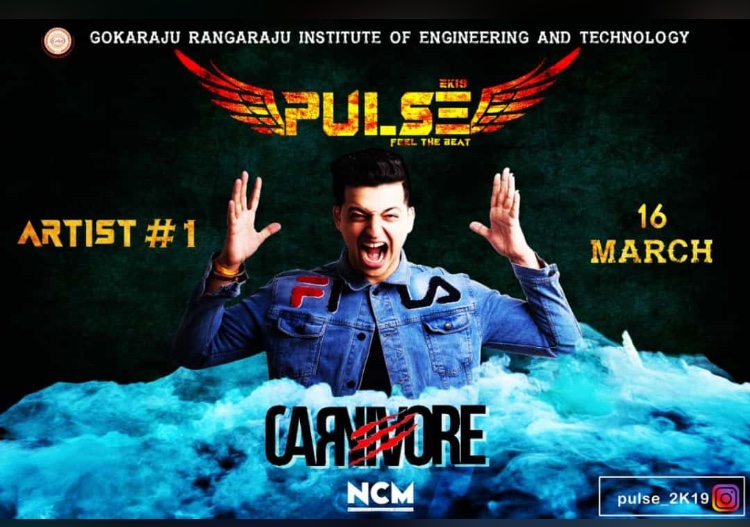 GOKARAJU RANGARAJU INSTITUTE OF ENGINEERING AND TECHNOLOGY
2K19
PULSE
FEEL THE BEAT
ARTIST #1
16
MARCH
FILA
CARNIVORE
NCM
pulse_2K19